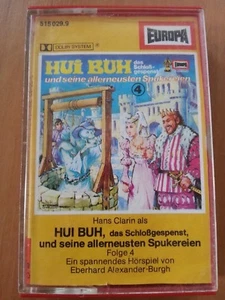 515 929.9
EUROPA
DOLBY SYSTEM
HUI BUH das Schloß-
gespenst
und seine allerneusten Spukereien
4
Hans Clarin als
HUI BUH, das Schloßgespenst,
und seine allerneusten Spukereien
Folge 4
Ein spannendes Hörspiel von
Eberhard Alexander-Burgh